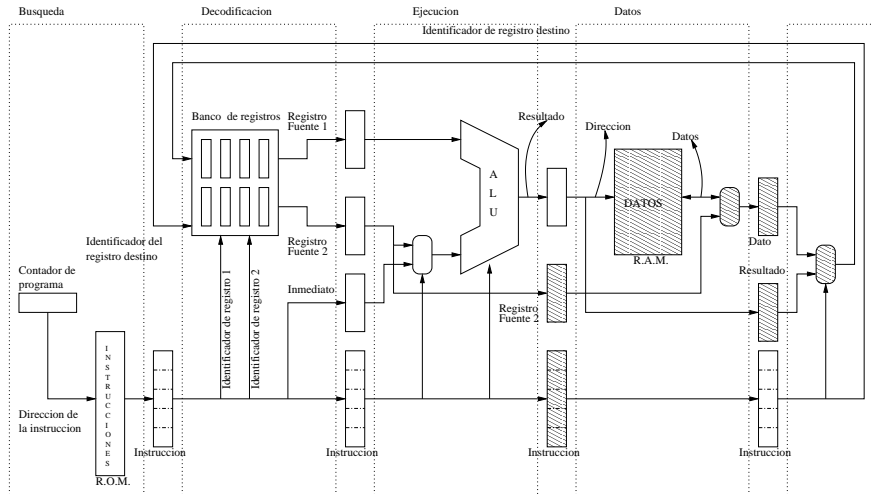 Busqueda
Decodificacion
Ejecucion
Datos
Identificador de registro destino
Banco de registros
Registro
Fuente 1
Resultado
Direccion
Datos
A
L
U
DATOS
R.A.M.
Registro
Fuente 2
Identificador del
registro destino
Dato
Contador de
programa
Identificador de registro 1
Identificador de registro 2
Inmediato
Resultado
Registro
Fuente 2
I
N
S
T
R
U
C
C
I
O
N
E
S
Direccion de
la instruccion
R.O.M.
Instruccion
Instruccion
Instruccion
Instruccion